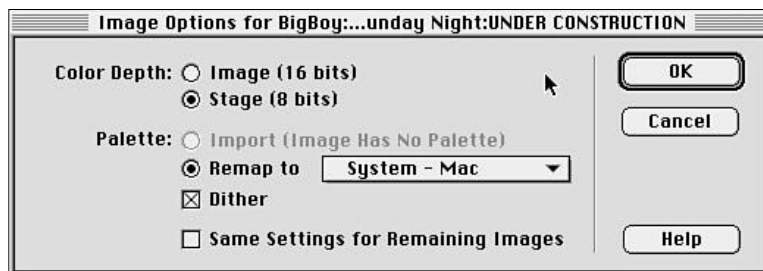 Image Options for BigBoy:...unday Night:UNDER CONSTRUCTION
Color Depth: Image (16 bits)
Stage (8 bits)
Palette: Import (Image Has No Palette)
Remap to System - Mac
Dither
Same Settings for Remaining Images
OK
Cancel
Help